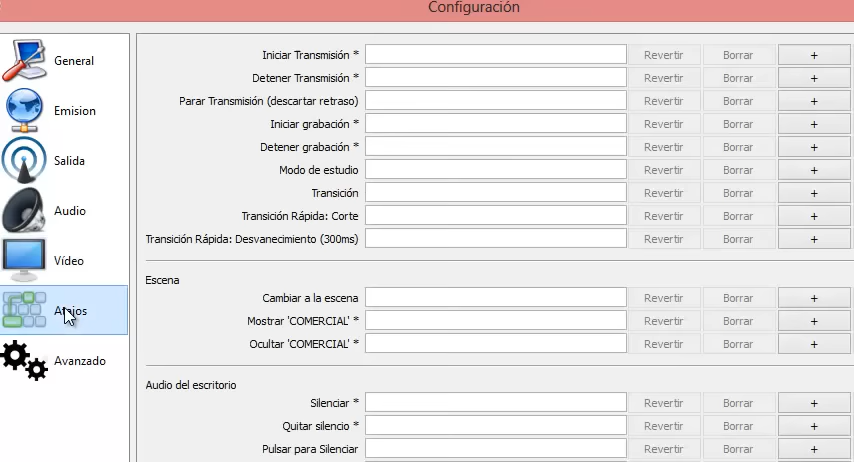 Configuración
General
Emision
Salida
Audio
Vídeo
Avanzado
Iniciar Transmisión * Revertir Borrar +
Detener Transmisión * Revertir Borrar +
Parar Transmisión (descartar retraso) Revertir Borrar +
Iniciar grabación * Revertir Borrar +
Detener grabación * Revertir Borrar +
Modo de estudio Revertir Borrar +
Transición Revertir Borrar +
Transición Rápida: Corte Revertir Borrar +
Transición Rápida: Desvanecimiento (300ms) Revertir Borrar +
Escena
Cambiar a la escena Revertir Borrar +
Mostrar 'COMERCIAL' * Revertir Borrar +
Ocultar 'COMERCIAL' * Revertir Borrar +
Audio del escritorio
Silenciar * Revertir Borrar +
Quitar silencio * Revertir Borrar +
Pulsar para Silenciar Revertir Borrar +